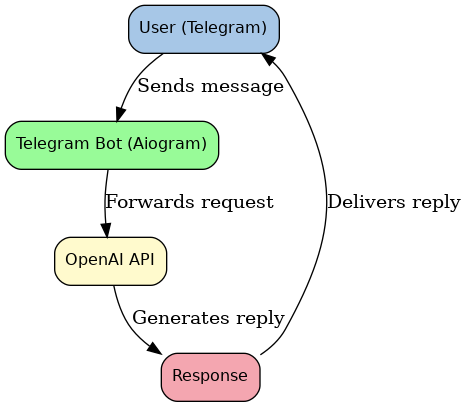 User (Telegram)
Sends message
Telegram Bot (Aiogram)
Forwards request
Delivers reply
OpenAI API
Generates reply
Response